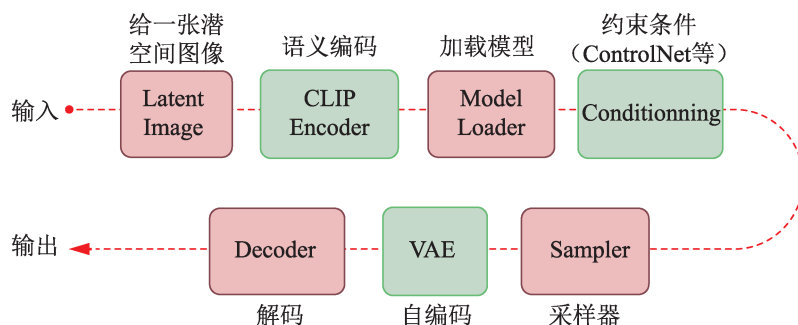 给一张潜
空间图像
语义编码
加载模型
约束条件
（ControlNet等）
输入
Latent
Image
CLIP
Encoder
Model
Loader
Conditionning
输出
Decoder
VAE
Sampler
解码
自编码
采样器